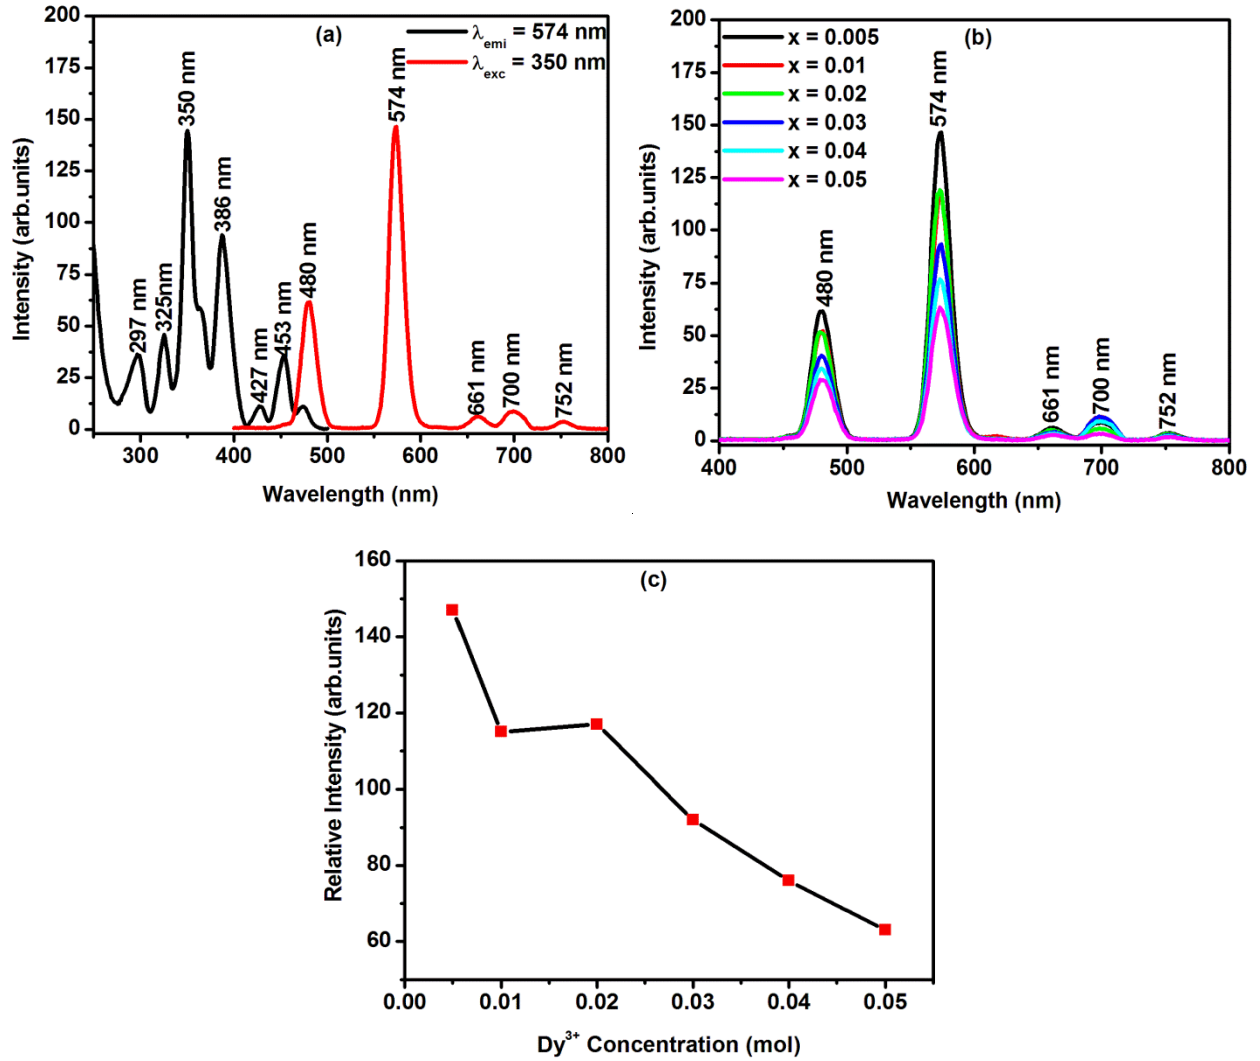 (a)
λemi = 574 nm
λexc = 350 nm
200
175
150
125
100
75
50
25
0
Intensity (arb.units)
297 nm
325nm
350 nm
386 nm
427 nm
453 nm
480 nm
574 nm
661 nm
700 nm
752 nm
300 400 500 600 700 800
Wavelength (nm)
(b)
x = 0.005
x = 0.01
x = 0.02
x = 0.03
x = 0.04
x = 0.05
200
175
150
125
100
75
50
25
0
Intensity (arb.units)
480 nm
574 nm
661 nm
700 nm
752 nm
400 500 600 700 800
Wavelength (nm)
(c)
160
140
120
100
80
60
Relative Intensity (arb.units)
0.00 0.01 0.02 0.03 0.04 0.05
Dy³⁺ Concentration (mol)